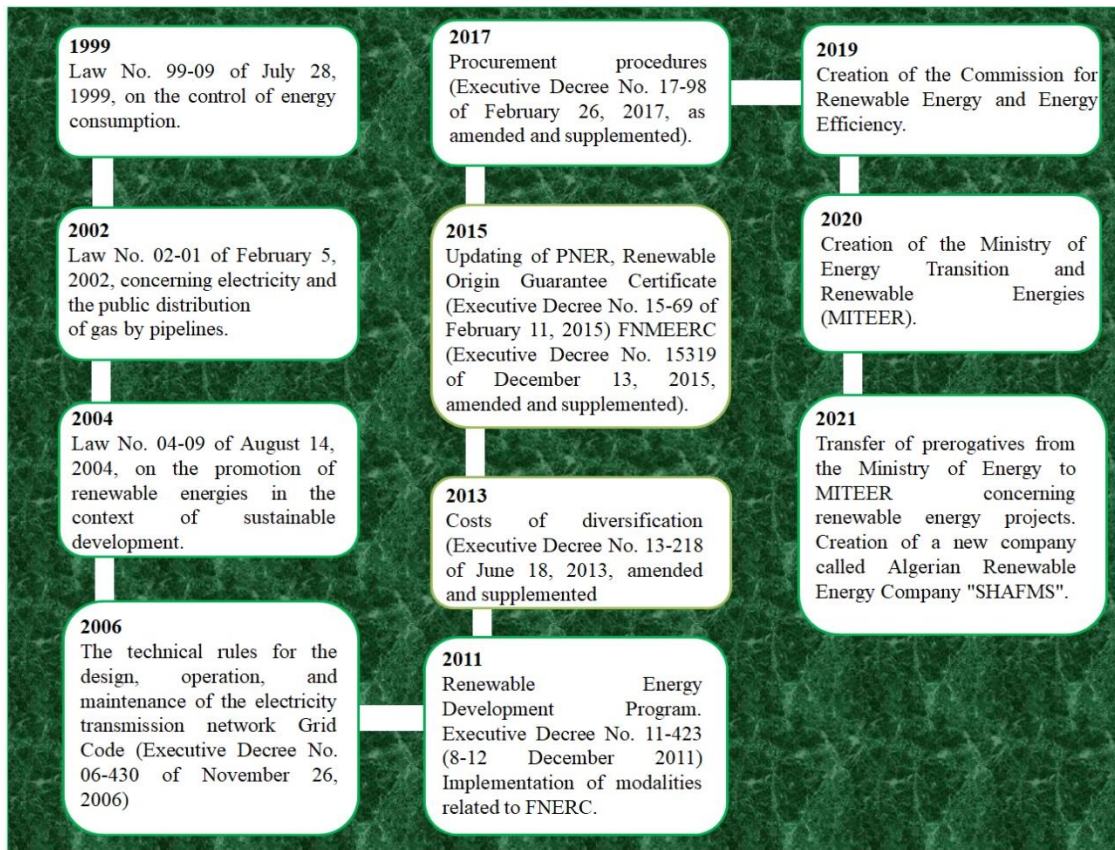 1999
Law No. 99-09 of July 28,
1999, on the control of energy
consumption.
2002
Law No. 02-01 of February 5,
2002, concerning electricity and
the public distribution
of gas by pipelines.
2004
Law No. 04-09 of August 14,
2004, on the promotion of
renewable energies in the
context of sustainable
development.
2006
The technical rules for the
design, operation, and
maintenance of the electricity
transmission network Grid
Code (Executive Decree No.
06-430 of November 26,
2006)
2011
Renewable Energy
Development Program.
Executive Decree No. 11-423
(8-12 December 2011)
Implementation of modalities
related to FNERC.
2013
Costs of diversification
(Executive Decree No. 13-218
of June 18, 2013, amended
and supplemented
2015
Updating of PNER, Renewable
Origin Guarantee Certificate
(Executive Decree No. 15-69 of
February 11, 2015) FNMEERC
(Executive Decree No. 15319
of December 13, 2015,
amended and supplemented).
2017
Procurement procedures
(Executive Decree No. 17-98
of February 26, 2017, as
amended and supplemented).
2019
Creation of the Commission for
Renewable Energy and Energy
Efficiency.
2020
Creation of the Ministry of
Energy Transition and
Renewable Energies
(MITEER).
2021
Transfer of prerogatives from
the Ministry of Energy to
MITEER concerning
renewable energy projects.
Creation of a new company
called Algerian Renewable
Energy Company "SHAFMS".